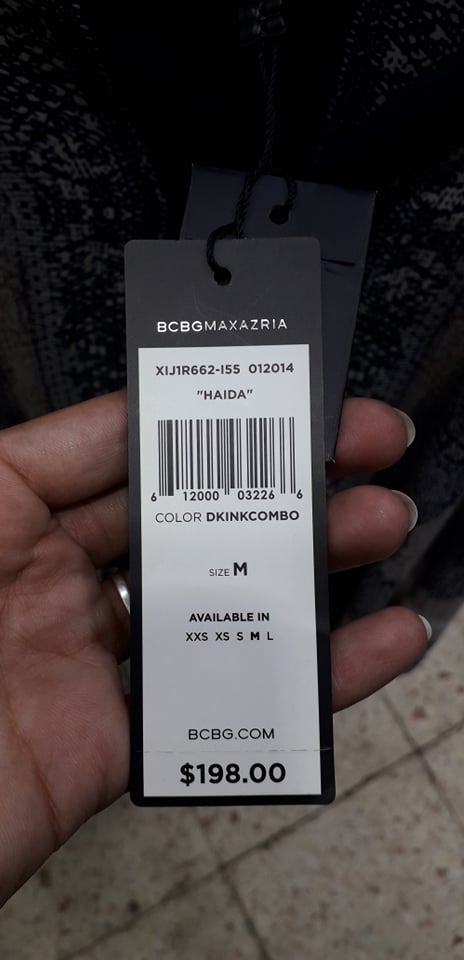 BCBGMAXAZRIA
XIJ1R662-I55 012014
"HAIDA"
6 12000 03226 6
COLOR DKINKCOMBO
SIZE M
AVAILABLE IN
XXS XS S M L
BCBG.COM
$198.00